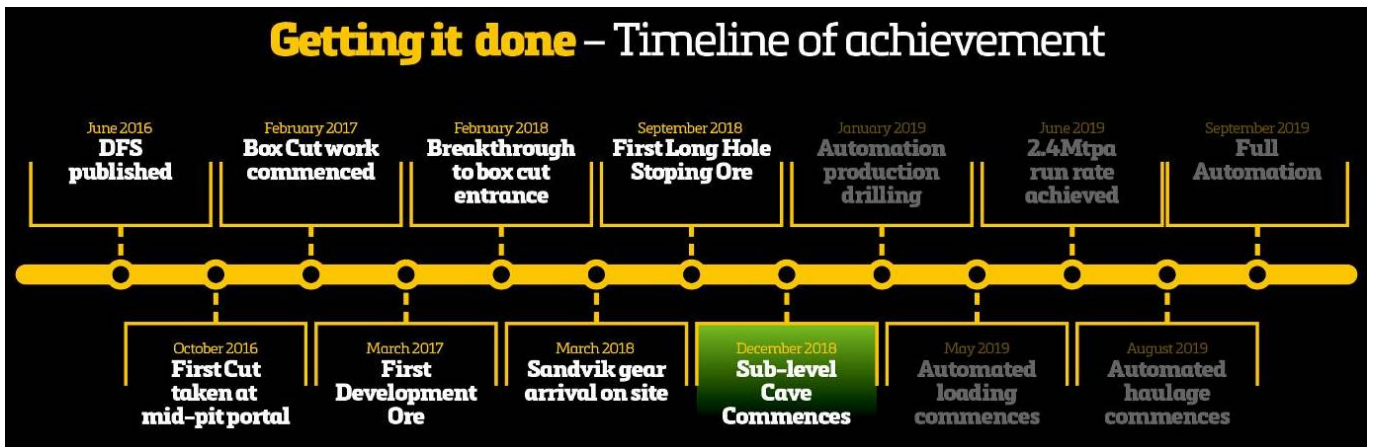 Getting it done – Timeline of achievement
June 2016
DFS
published
February 2017
Box Cut work
commenced
February 2018
Breakthrough
to box cut
entrance
September 2018
First Long Hole
Stoping Ore
January 2019
Automation
production
drilling
June 2019
2.4Mtpa
run rate
achieved
September 2019
Full
Automation
October 2016
First Cut
taken at
mid-pit portal
March 2017
First
Development
Ore
March 2018
Sandvik gear
arrival on site
December 2018
Sub-level
Cave
Commences
May 2019
Automated
loading
commences
August 2019
Automated
haulage
commences